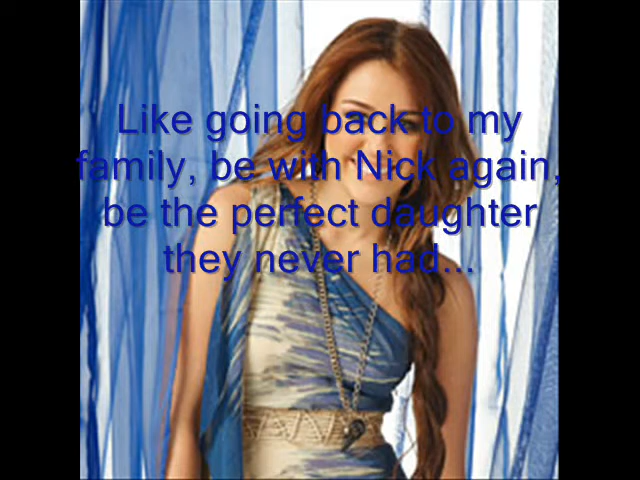 Like going back to my
family, be with Nick again,
be the perfect daughter
they never had...